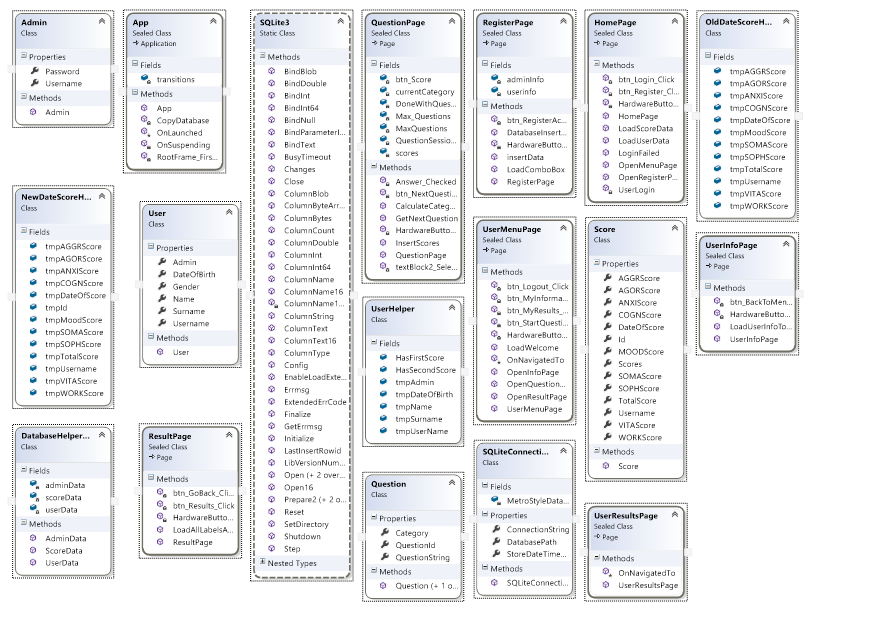 Admin
Class
Properties
Password
Username
Methods
Admin
App
Sealed Class
Application
Fields
transitions
Methods
App
CopyDatabase
OnLaunched
OnSuspending
RootFrame_Firs...
SQLite3
Static Class
Methods
BindBlob
BindDouble
BindInt
BindInt64
BindNull
BindParameterI...
BindText
BusyTimeout
Changes
Close
ColumnBlob
ColumnByteArr...
ColumnBytes
ColumnCount
ColumnDouble
ColumnInt
ColumnInt64
ColumnName
ColumnName16
ColumnName1...
ColumnString
ColumnText
ColumnText16
ColumnType
Config
EnableLoadExte...
Errmsg
ExtendedErrCode
Finalize
GetErrmsg
Initialize
LastInsertRowid
LibVersionNum...
Open (+ 2 over...
Open16
Prepare2 (+ 2 o...
Reset
SetDirectory
Shutdown
Step
Nested Types
QuestionPage
Sealed Class
Page
Fields
btn_Score
currentCategory
DoneWithQues...
Max_Questions
MaxQuestions
QuestionSessio...
scores
Methods
Answer_Checked
btn_NextQuesti...
CalculateCateg...
GetNextQuestion
HardwareButto...
InsertScores
QuestionPage
textBlock2_Sele...
RegisterPage
Sealed Class
Page
Fields
adminInfo
userinfo
Methods
btn_RegisterAc...
DatabaseInsert...
HardwareButto...
insertData
LoadComboBox
RegisterPage
HomePage
Sealed Class
Page
Methods
btn_Login_Click
btn_Register_Cl...
HardwareButto...
HomePage
LoadScoreData
LoadUserData
LoginFailed
OpenMenuPage
OpenRegisterP...
UserLogin
OldDateScoreH...
Class
Fields
tmpAGGRScore
tmpAGORScore
tmpANXIScore
tmpCOGNScore
tmpDateOfScore
tmpMoodScore
tmpSOMAScore
tmpSOPHScore
tmpTotalScore
tmpUsername
tmpVITAScore
tmpWORKScore
NewDateScoreH...
Class
Fields
tmpAGGRScore
tmpAGORScore
tmpANXIScore
tmpCOGNScore
tmpDateOfScore
tmpId
tmpMoodScore
tmpSOMAScore
tmpSOPHScore
tmpTotalScore
tmpUsername
tmpVITAScore
tmpWORKScore
User
Class
Properties
Admin
DateOfBirth
Gender
Name
Surname
Username
Methods
User
UserHelper
Class
Fields
HasFirstScore
HasSecondScore
tmpAdmin
tmpDateOfBirth
tmpName
tmpSurname
tmpUserName
UserMenuPage
Sealed Class
Page
Methods
btn_Logout_Click
btn_MyInforma...
btn_MyResults_...
btn_StartQuesti...
HardwareButto...
LoadWelcome
OnNavigatedTo
OpenInfoPage
OpenQuestion...
OpenResultPage
UserMenuPage
Score
Class
Properties
AGGRScore
AGORScore
ANXIScore
COGNScore
DateOfScore
Id
MOODScore
Scores
SOMAScore
SOPHScore
TotalScore
Username
VITAScore
WORKScore
Methods
Score
UserInfoPage
Sealed Class
Page
Methods
btn_BackToMen...
HardwareButto...
LoadUserInfoTo...
UserInfoPage
DatabaseHelper...
Class
Fields
adminData
scoreData
userData
Methods
AdminData
ScoreData
UserData
ResultPage
Sealed Class
Page
Methods
btn_GoBack_Cli...
btn_Results_Click
HardwareButto...
LoadAllLabelsA...
ResultPage
Question
Class
Properties
Category
QuestionId
QuestionString
Methods
Question (+ 1 o...
SQLiteConnecti...
Class
Fields
MetroStyleData...
Properties
ConnectionString
DatabasePath
StoreDateTime...
Methods
SQLiteConnecti...
UserResultsPage
Sealed Class
Page
Methods
OnNavigatedTo
UserResultsPage